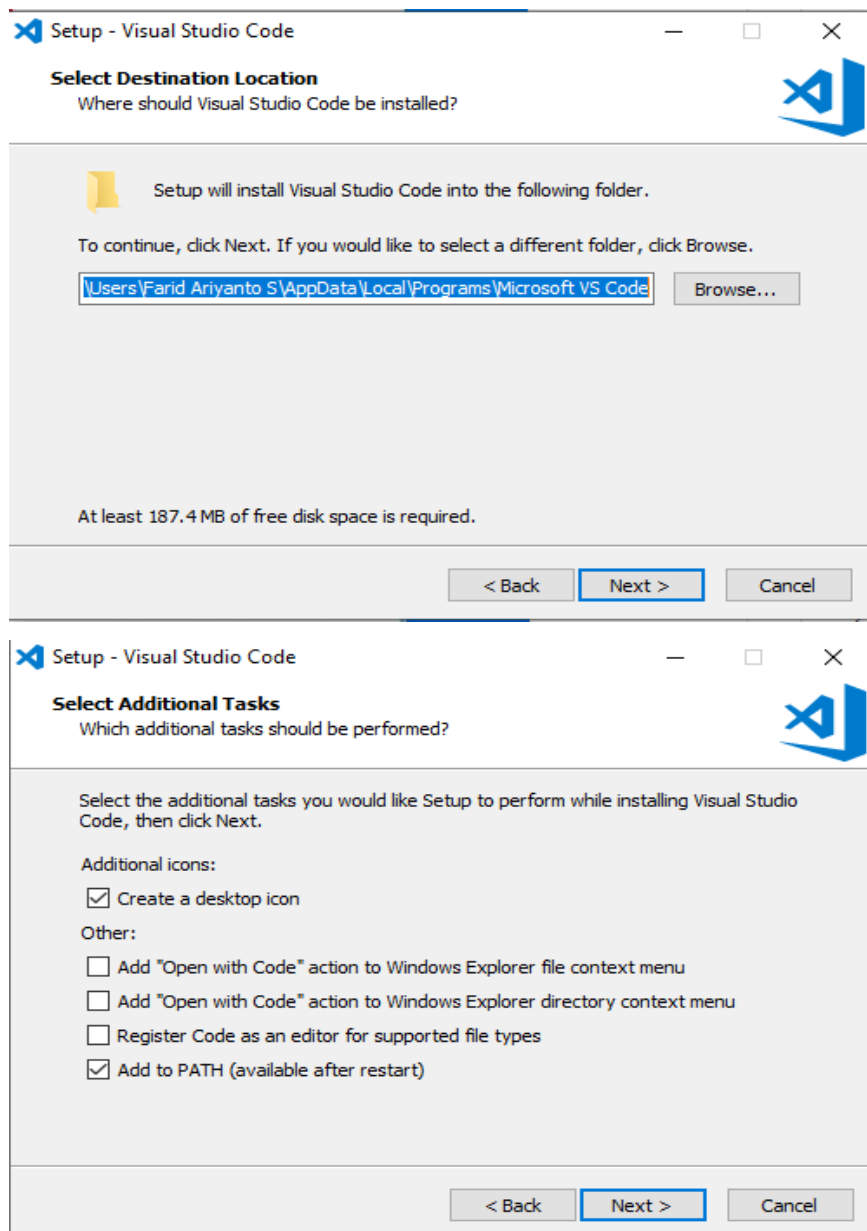 Setup - Visual Studio Code
Select Destination Location
Where should Visual Studio Code be installed?
Setup will install Visual Studio Code into the following folder.
To continue, click Next. If you would like to select a different folder, click Browse.
\Users\Farid Ariyanto S\AppData\Local\Programs\Microsoft VS Code
Browse...
At least 187.4 MB of free disk space is required.
< Back
Next >
Cancel
Setup - Visual Studio Code
Select Additional Tasks
Which additional tasks should be performed?
Select the additional tasks you would like Setup to perform while installing Visual Studio
Code, then click Next.
Additional icons:
Create a desktop icon
Other:
Add "Open with Code" action to Windows Explorer file context menu
Add "Open with Code" action to Windows Explorer directory context menu
Register Code as an editor for supported file types
Add to PATH (available after restart)
< Back
Next >
Cancel